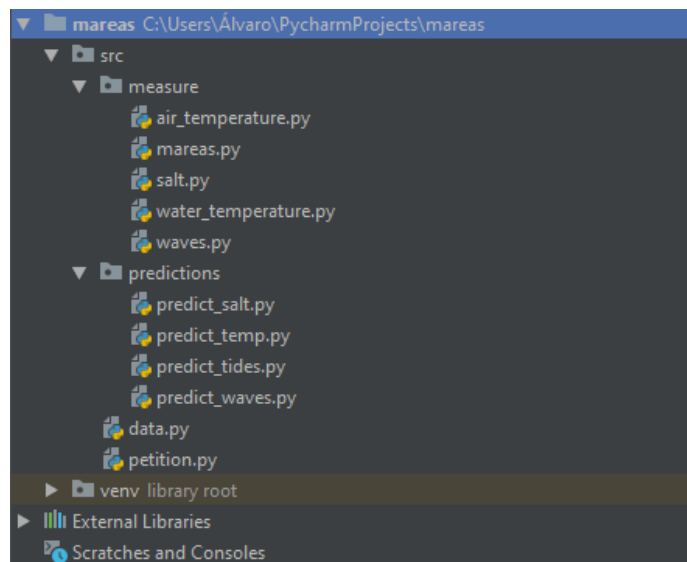 mareas C:\Users\Álvaro\PycharmProjects\mareas
src
measure
air_temperature.py
mareas.py
salt.py
water_temperature.py
waves.py
predictions
predict_salt.py
predict_temp.py
predict_tides.py
predict_waves.py
data.py
petition.py
venv library root
External Libraries
Scratches and Consoles